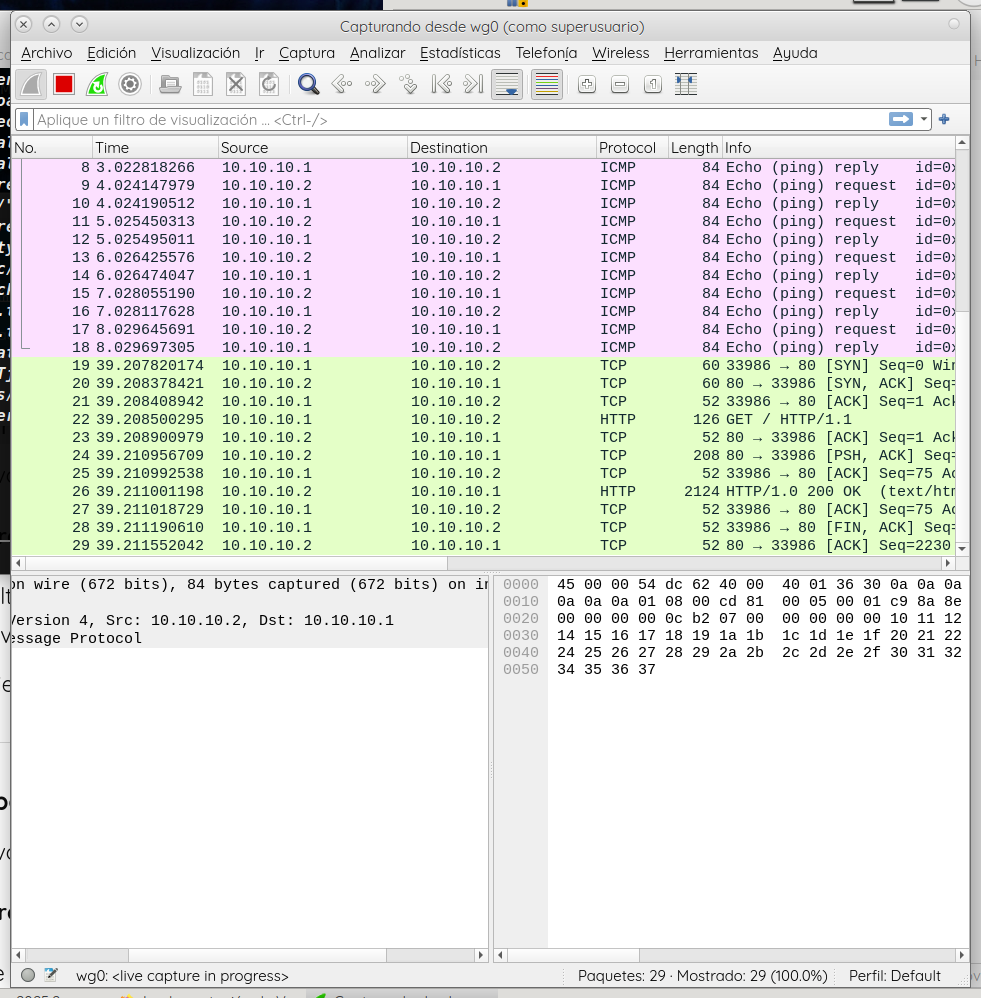 Capturando desde wg0 (como superusuario)
Archivo Edición Visualización Ir Captura Analizar Estadísticas Telefonía Wireless Herramientas Ayuda
Aplique un filtro de visualización ... <Ctrl-/>
No. Time Source Destination Protocol Length Info
8 3.022818266 10.10.10.1 10.10.10.2 ICMP 84 Echo (ping) reply id=0x
9 4.024147979 10.10.10.2 10.10.10.1 ICMP 84 Echo (ping) request id=0x
10 4.024190512 10.10.10.1 10.10.10.2 ICMP 84 Echo (ping) reply id=0x
11 5.025450313 10.10.10.2 10.10.10.1 ICMP 84 Echo (ping) request id=0x
12 5.025495011 10.10.10.1 10.10.10.2 ICMP 84 Echo (ping) reply id=0x
13 6.026425576 10.10.10.2 10.10.10.1 ICMP 84 Echo (ping) request id=0x
14 6.026474047 10.10.10.1 10.10.10.2 ICMP 84 Echo (ping) reply id=0x
15 7.028055190 10.10.10.2 10.10.10.1 ICMP 84 Echo (ping) request id=0x
16 7.028117628 10.10.10.1 10.10.10.2 ICMP 84 Echo (ping) reply id=0x
17 8.029645691 10.10.10.2 10.10.10.1 ICMP 84 Echo (ping) request id=0x
18 8.029697305 10.10.10.1 10.10.10.2 ICMP 84 Echo (ping) reply id=0x
19 39.207820174 10.10.10.1 10.10.10.2 TCP 60 33986 → 80 [SYN] Seq=0 Win
20 39.208378421 10.10.10.2 10.10.10.1 TCP 60 80 → 33986 [SYN, ACK] Seq=
21 39.208408942 10.10.10.1 10.10.10.2 TCP 52 33986 → 80 [ACK] Seq=1 Ack
22 39.208500295 10.10.10.1 10.10.10.2 HTTP 126 GET / HTTP/1.1
23 39.208900979 10.10.10.2 10.10.10.1 TCP 52 80 → 33986 [ACK] Seq=1 Ack
24 39.210956709 10.10.10.2 10.10.10.1 TCP 208 80 → 33986 [PSH, ACK] Seq=
25 39.210992538 10.10.10.1 10.10.10.2 TCP 52 33986 → 80 [ACK] Seq=75 Ac
26 39.211001198 10.10.10.2 10.10.10.1 HTTP 2124 HTTP/1.0 200 OK (text/htm
27 39.211018729 10.10.10.1 10.10.10.2 TCP 52 33986 → 80 [ACK] Seq=75 Ac
28 39.211190610 10.10.10.1 10.10.10.2 TCP 52 33986 → 80 [FIN, ACK] Seq=
29 39.211552042 10.10.10.2 10.10.10.1 TCP 52 80 → 33986 [ACK] Seq=2230
on wire (672 bits), 84 bytes captured (672 bits) on in
Version 4, Src: 10.10.10.2, Dst: 10.10.10.1
essage Protocol
0000 45 00 00 54 dc 62 40 00 40 01 36 30 0a 0a 0a
0010 0a 0a 0a 01 08 00 cd 81 00 05 00 01 c9 8a 8e
0020 00 00 00 00 0c b2 07 00 00 00 00 00 10 11 12
0030 14 15 16 17 18 19 1a 1b 1c 1d 1e 1f 20 21 22
0040 24 25 26 27 28 29 2a 2b 2c 2d 2e 2f 30 31 32
0050 34 35 36 37
wg0: <live capture in progress> Paquetes: 29 · Mostrado: 29 (100.0%) Perfil: Default